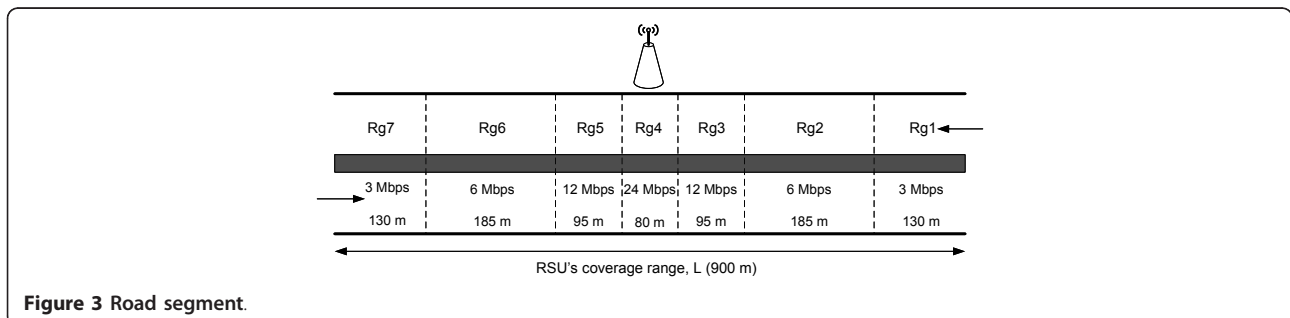 Rg7 Rg6 Rg5 Rg4 Rg3 Rg2 Rg1
3 Mbps 6 Mbps 12 Mbps 24 Mbps 12 Mbps 6 Mbps 3 Mbps
130 m 185 m 95 m 80 m 95 m 185 m 130 m
RSU's coverage range, L (900 m)
Figure 3 Road segment.